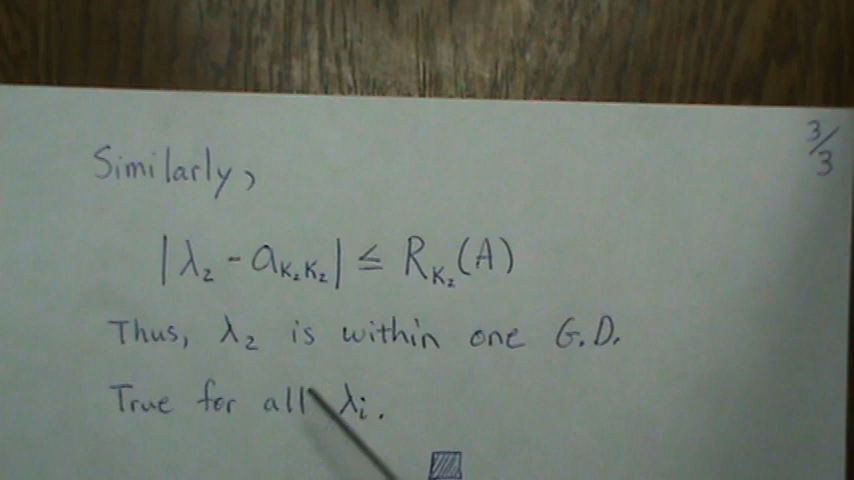 3/3
Similarly,
|λ₂ - a_{K₂K₂}| ≤ R_{K₂}(A)
Thus, λ₂ is within one G.D.
True for all λᵢ.